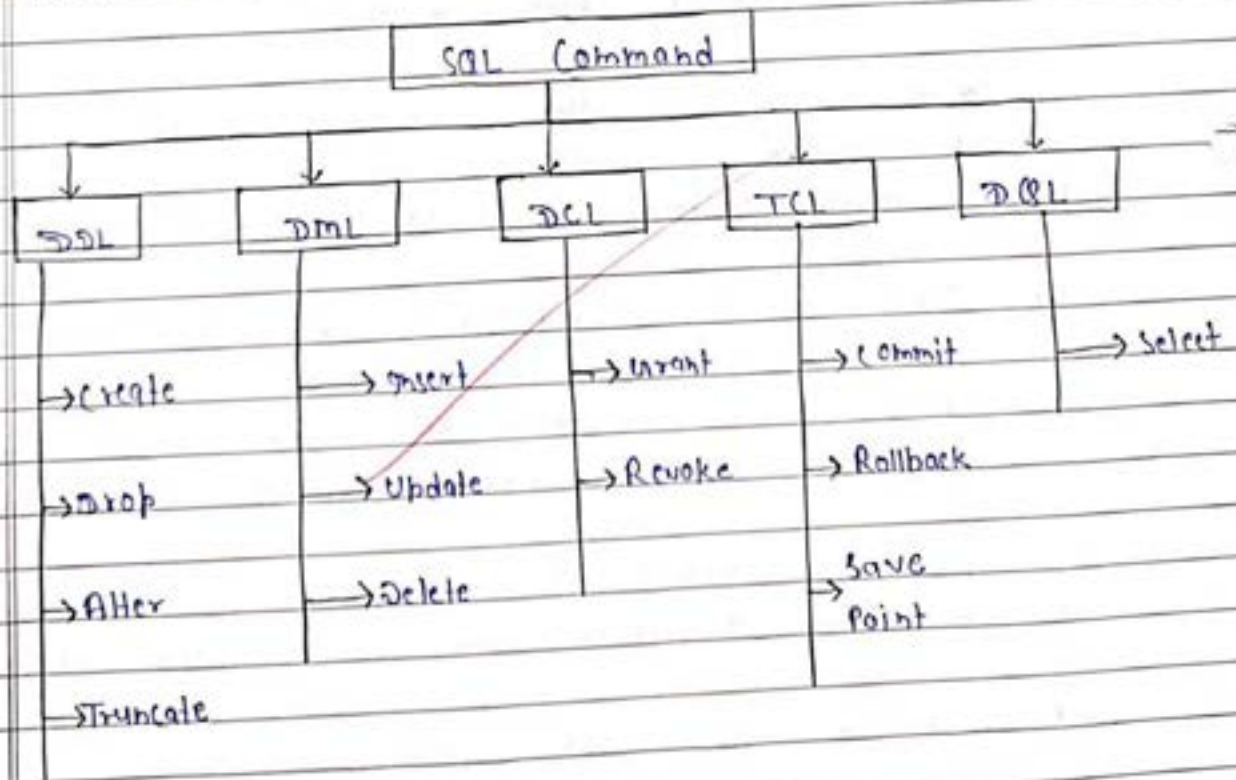 SQL Command
DDL
DML
DCL
TCL
DQL
Create
Drop
Alter
Truncate
Insert
Update
Delete
Grant
Revoke
Commit
Rollback
Save
Point
Select